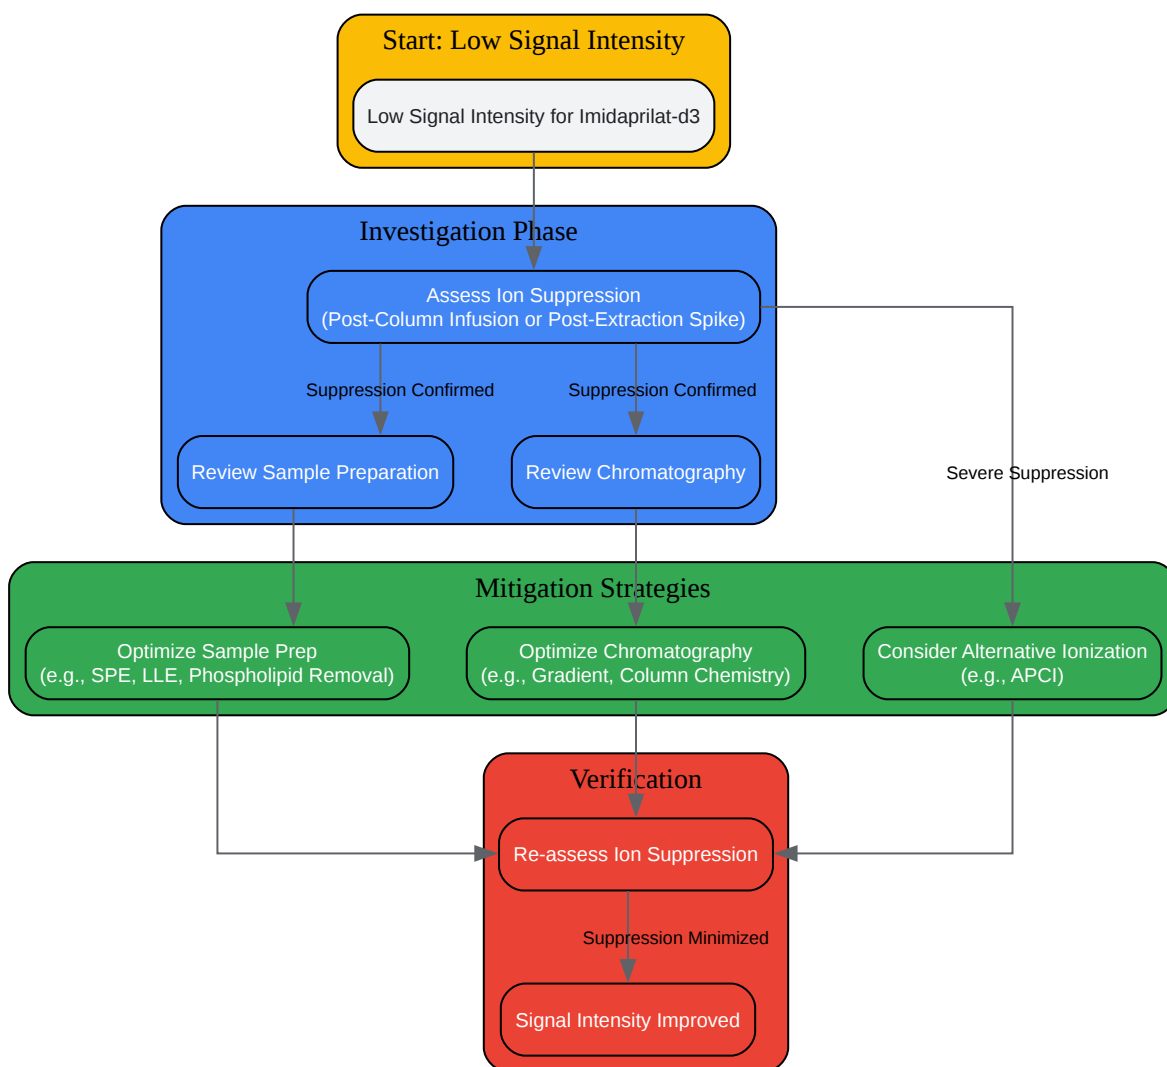 Start: Low Signal Intensity
Low Signal Intensity for Imidaprilat-d3
Investigation Phase
Assess Ion Suppression
(Post-Column Infusion or Post-Extraction Spike)
Suppression Confirmed
Suppression Confirmed
Review Sample Preparation
Review Chromatography
Severe Suppression
Mitigation Strategies
Optimize Sample Prep
(e.g., SPE, LLE, Phospholipid Removal)
Optimize Chromatography
(e.g., Gradient, Column Chemistry)
Consider Alternative Ionization
(e.g., APCI)
Verification
Re-assess Ion Suppression
Suppression Minimized
Signal Intensity Improved